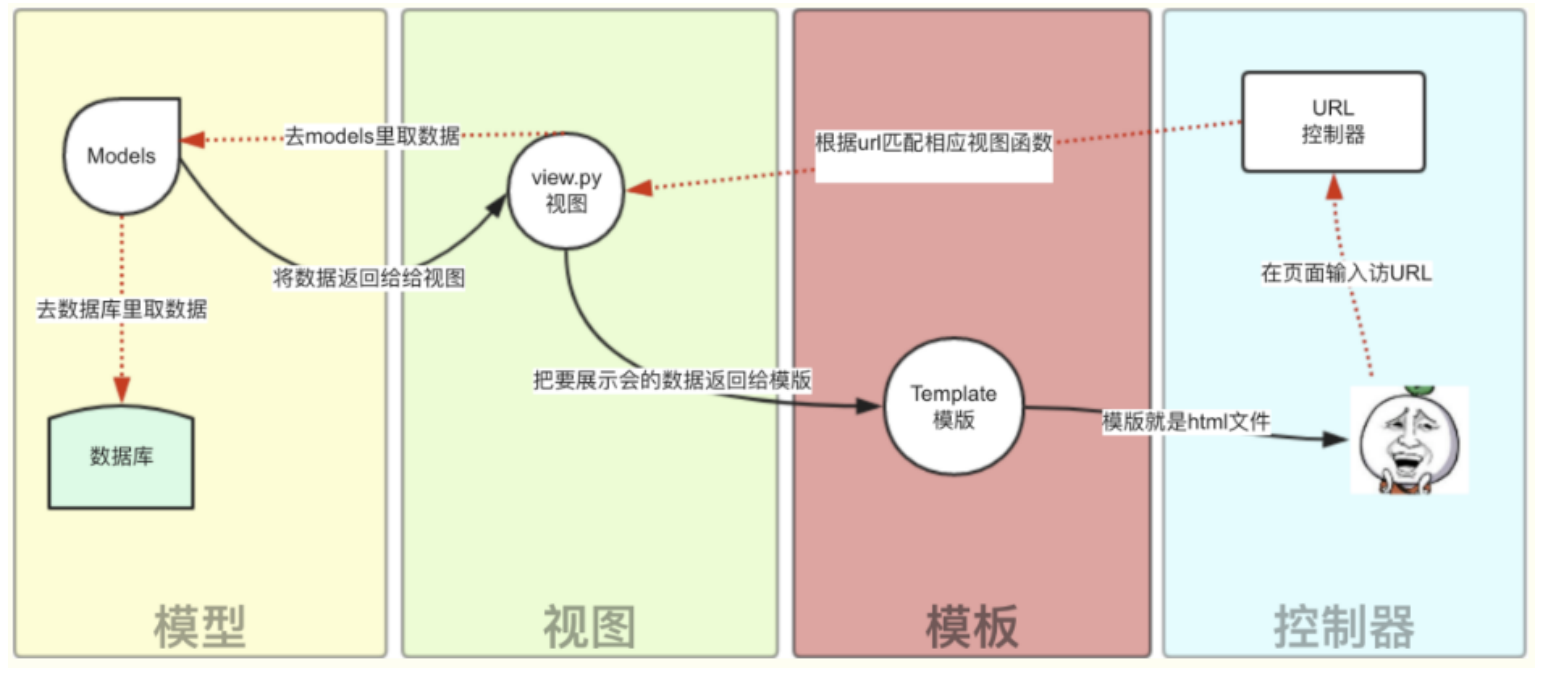 URL
控制器
去models里取数据
根据url匹配相应视图函数
Models
view.py
视图
将数据返回给给视图
在页面输入访URL
去数据库里取数据
把要展示会的数据返回给模版
Template
模版
模版就是html文件
数据库
模型
视图
模板
控制器